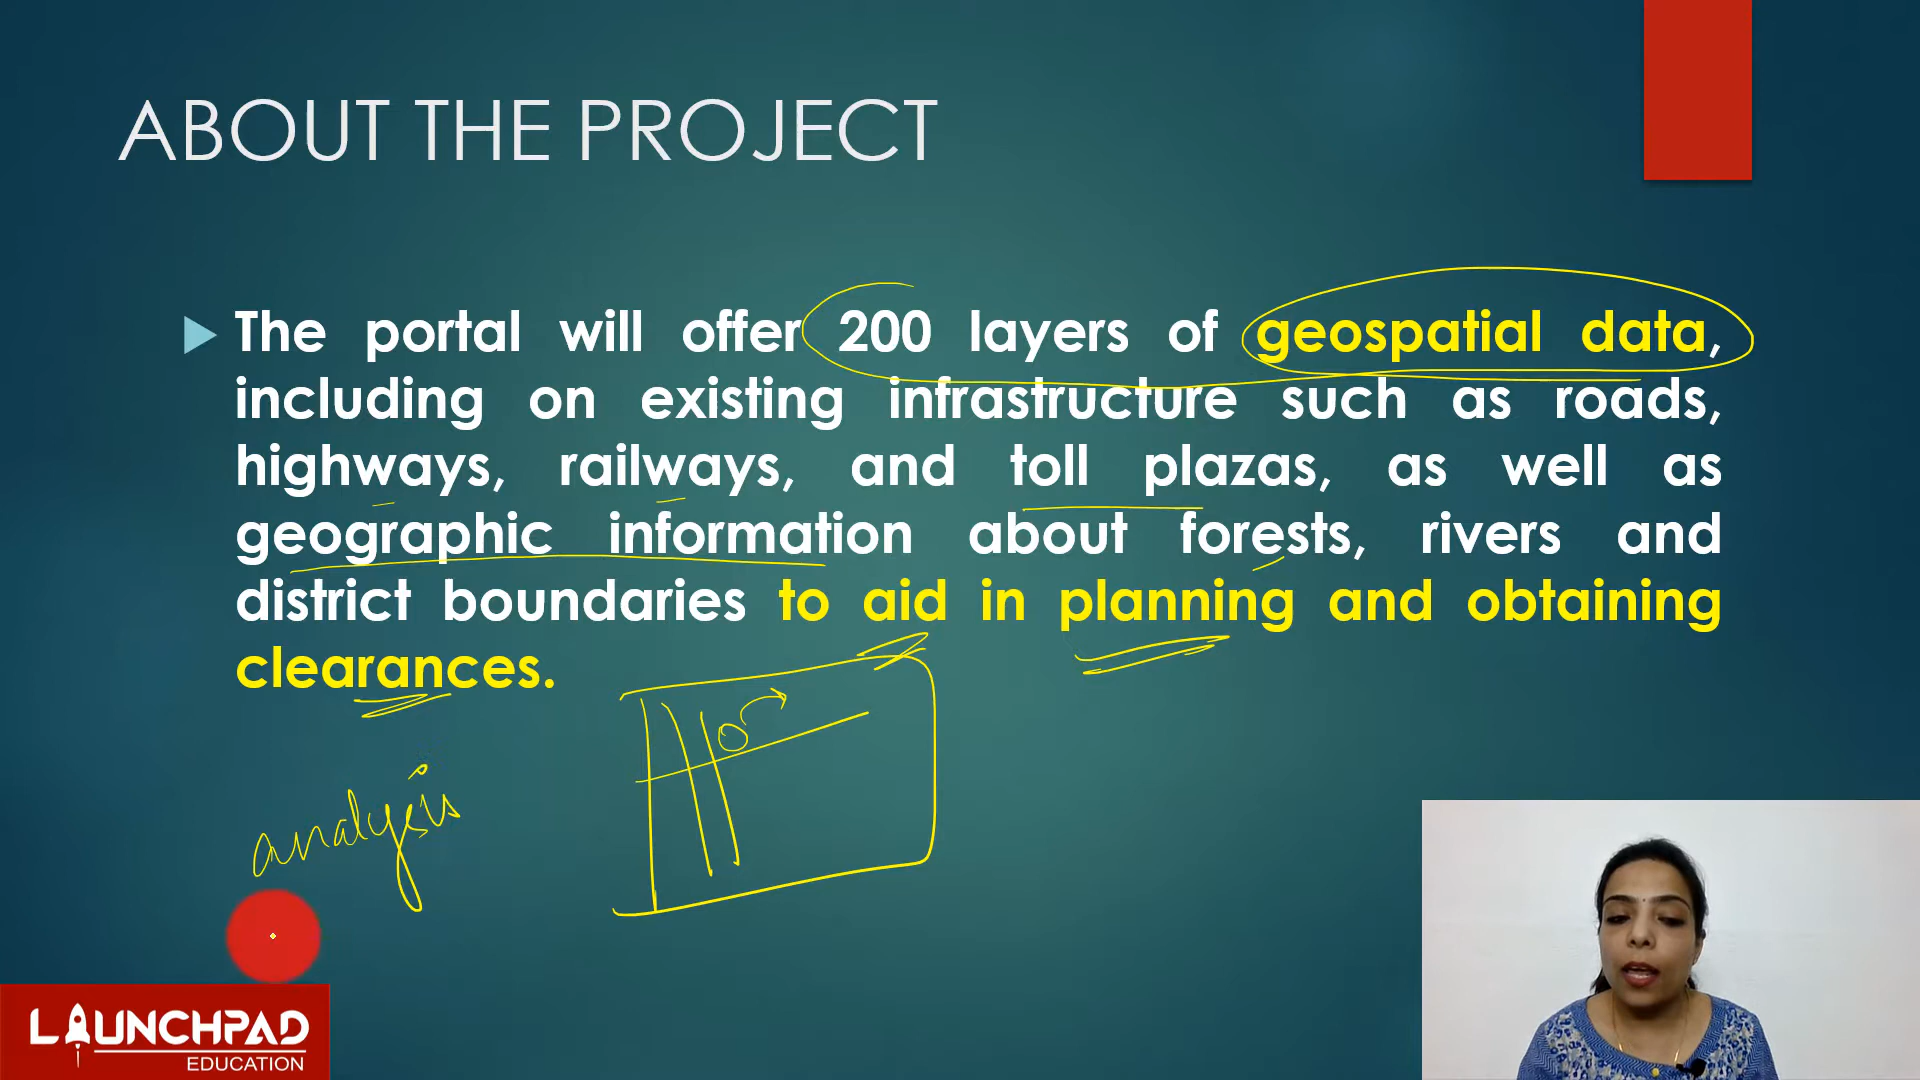 ABOUT THE PROJECT
The portal will offer 200 layers of geospatial data,
including on existing infrastructure such as roads,
highways, railways, and toll plazas, as well as
geographic information about forests, rivers and
district boundaries to aid in planning and obtaining
clearances.
analysis
LAUNCHPAD
EDUCATION